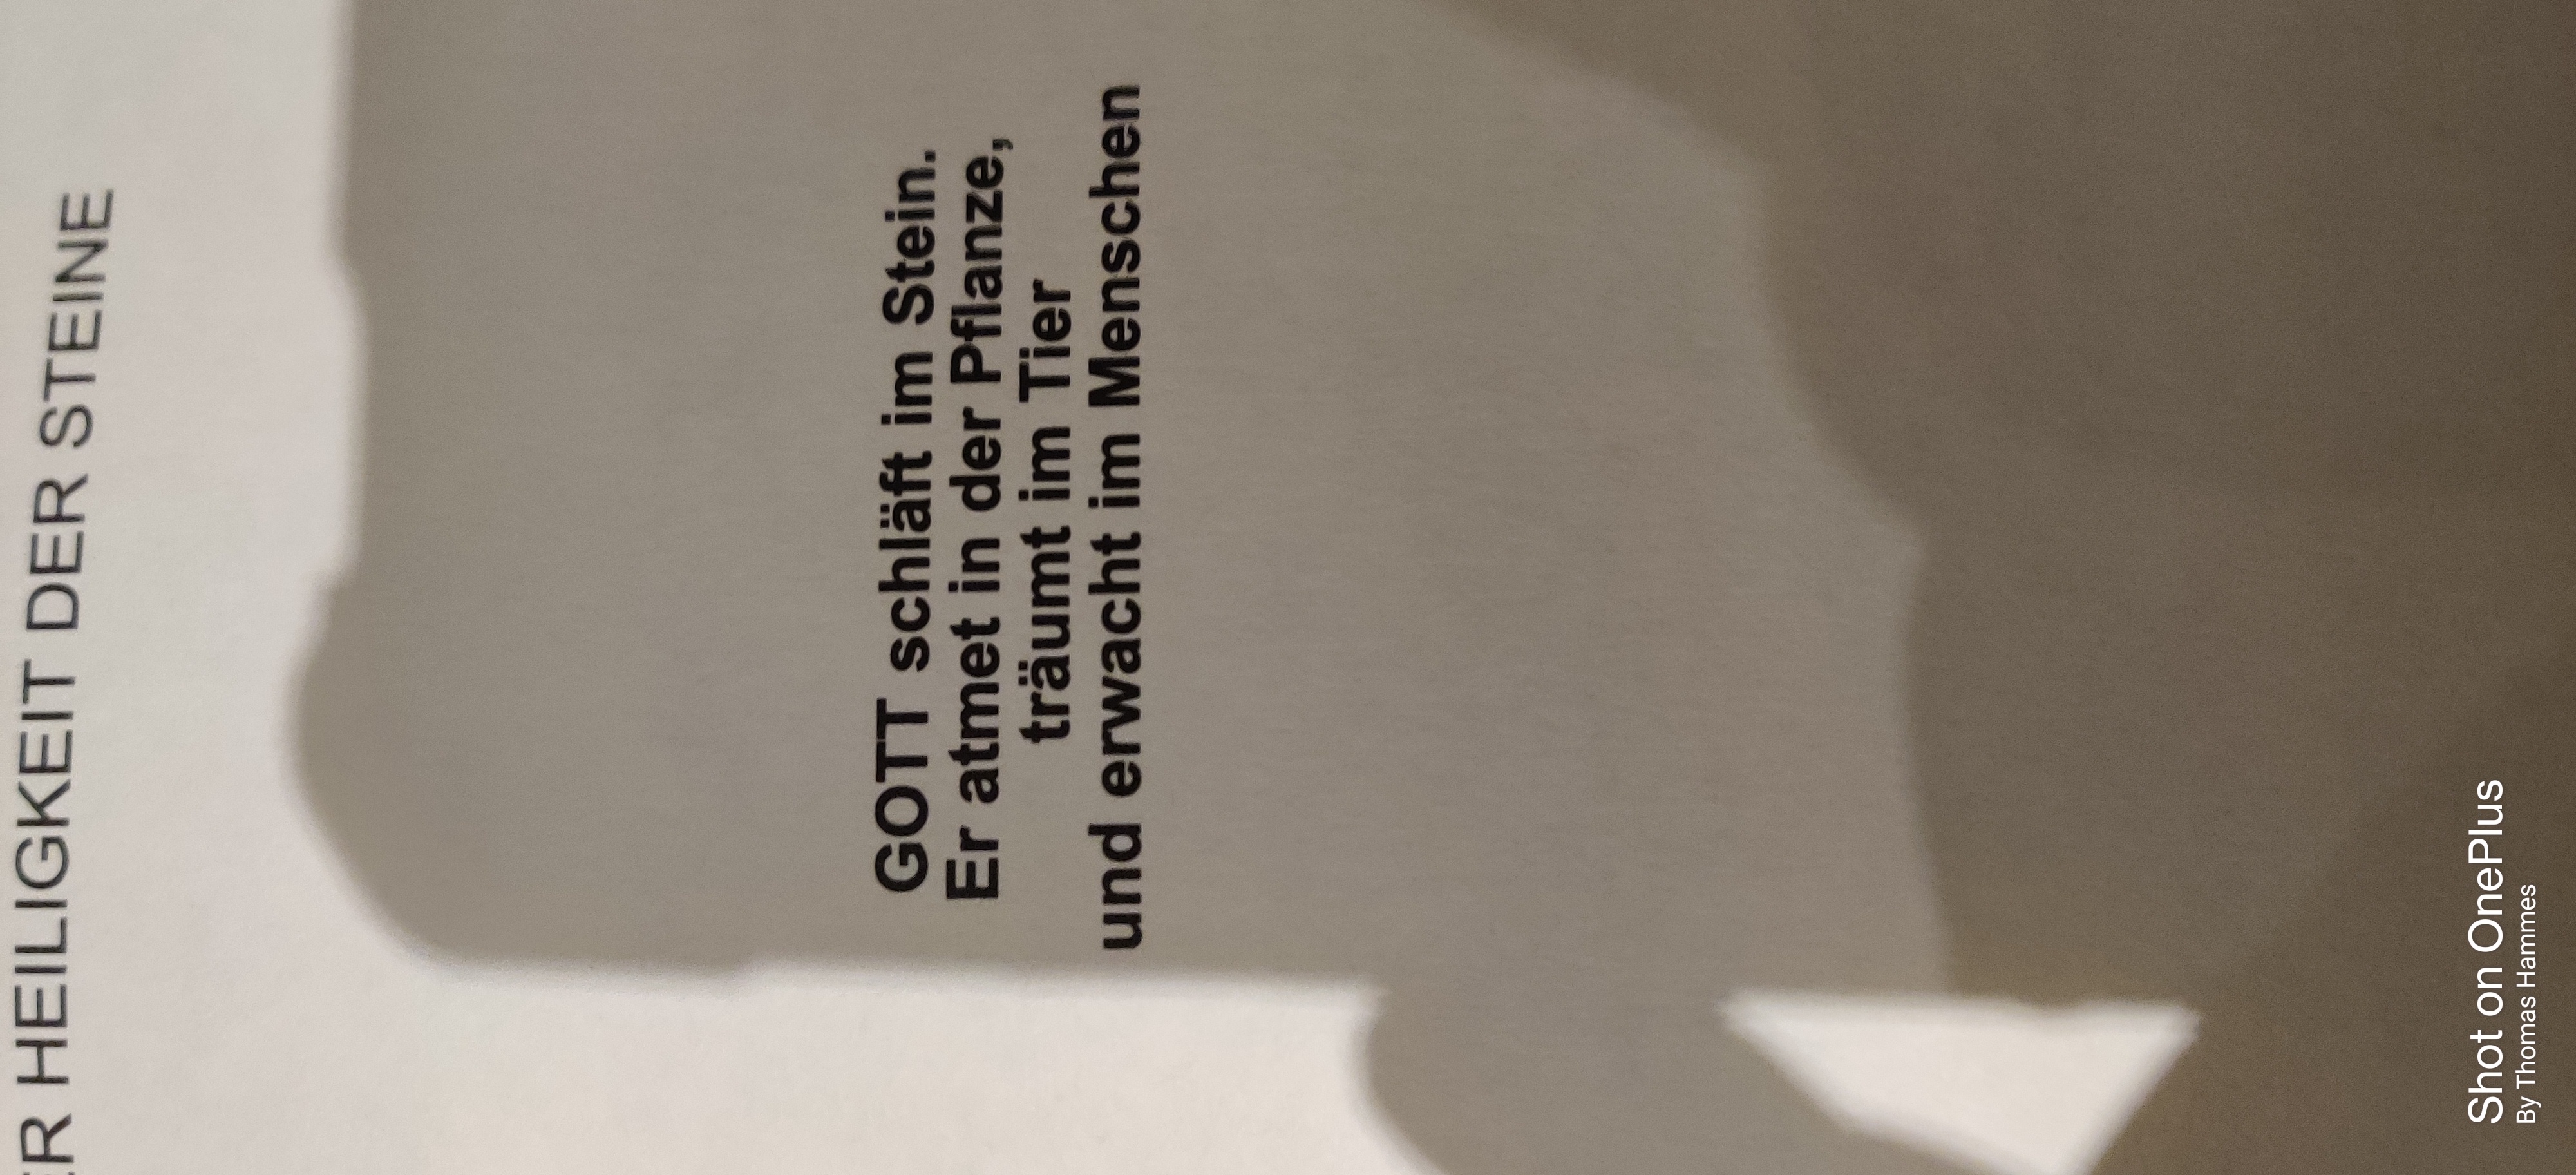 ER HEILIGKEIT DER STEINE
GOTT schläft im Stein.
Er atmet in der Pflanze,
träumt im Tier
und erwacht im Menschen
Shot on OnePlus
By Thomas Hammes